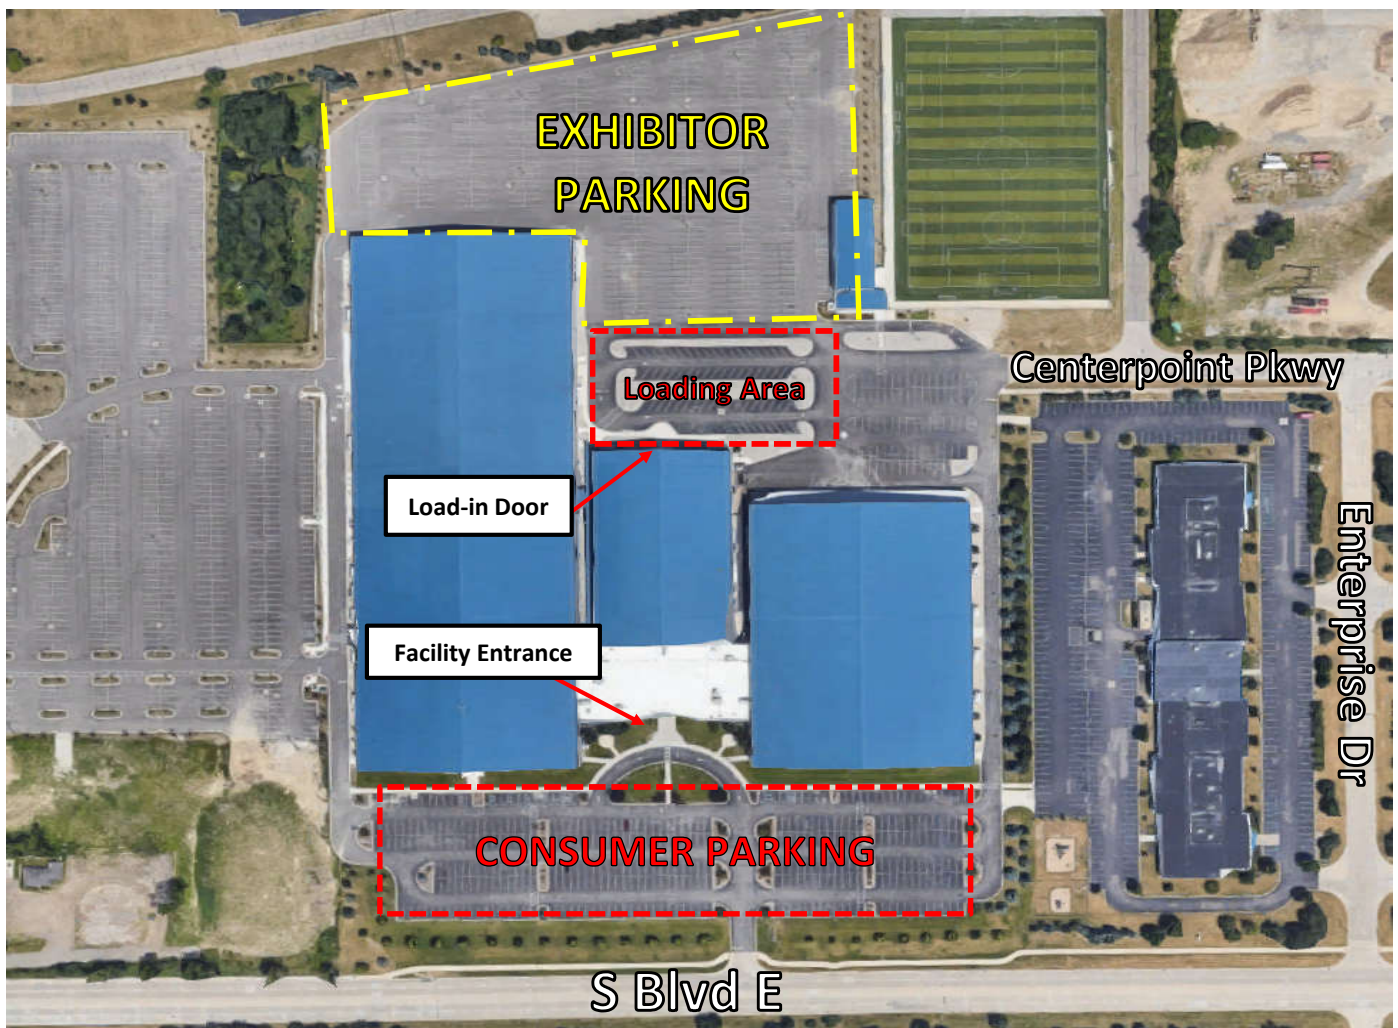 EXHIBITOR
PARKING
Centerpoint Pkwy
Loading Area
Load-in Door
Enterprise Dr
Facility Entrance
CONSUMER PARKING
S Blvd E